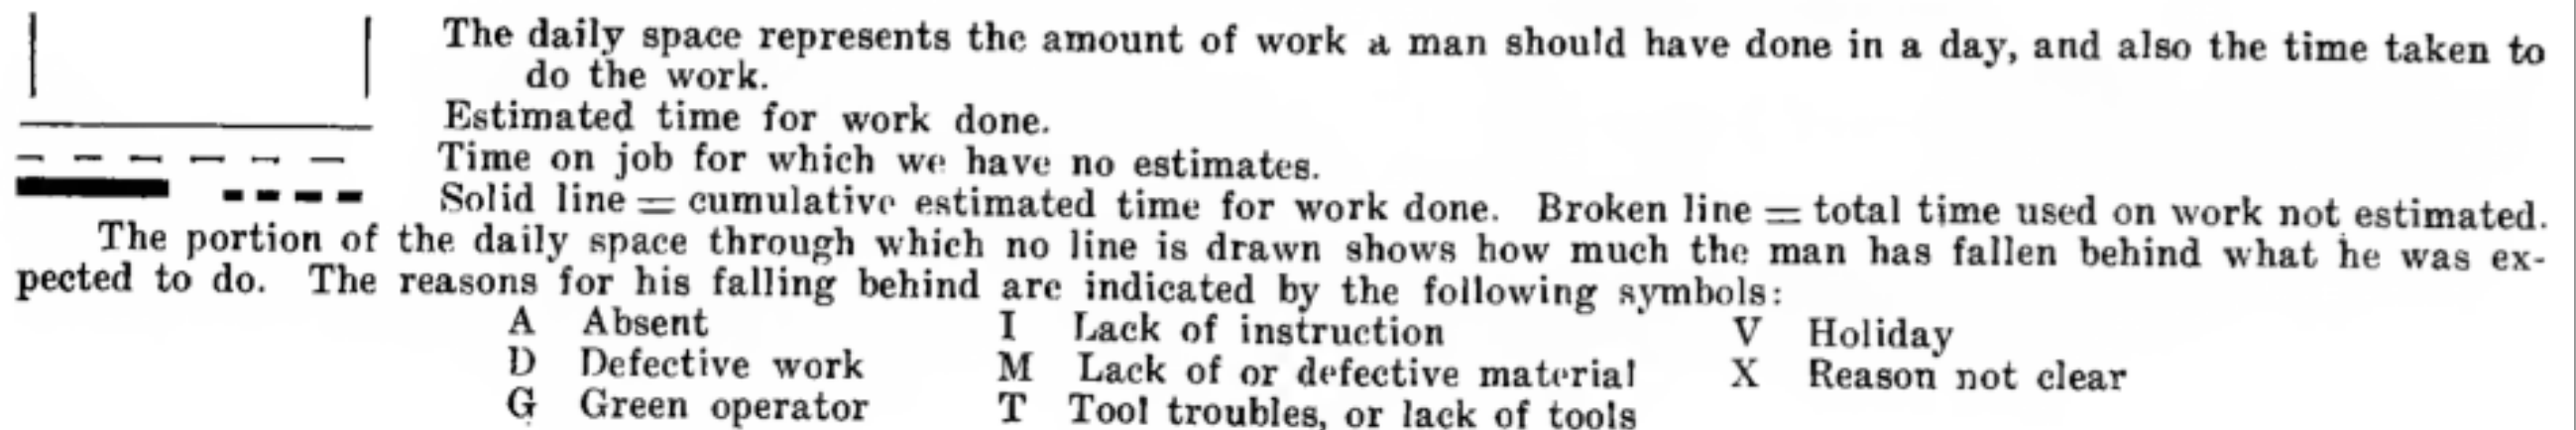 The daily space represents the amount of work a man should have done in a day, and also the time taken to
do the work.
Estimated time for work done.
Time on job for which we have no estimates.
Solid line = cumulative estimated time for work done. Broken line = total time used on work not estimated.
The portion of the daily space through which no line is drawn shows how much the man has fallen behind what he was ex-
pected to do. The reasons for his falling behind are indicated by the following symbols:
A Absent I Lack of instruction V Holiday
D Defective work M Lack of or defective material X Reason not clear
G Green operator T Tool troubles, or lack of tools